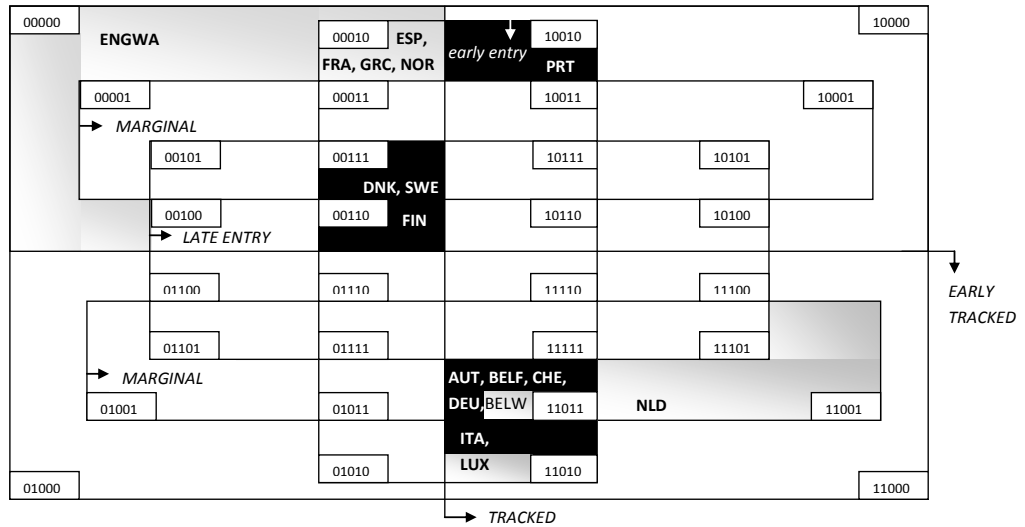 00000 ENGWA 00010 ESP, 10010 10000
FRA, GRC, NOR early entry PRT
00001 00011 10011 10001
MARGINAL
00101 00111 10111 10101
DNK, SWE
00100 00110 FIN 10110 10100
LATE ENTRY
01100 01110 11110 11100 EARLY
TRACKED
01101 01111 11111 11101
MARGINAL AUT, BELF, CHE,
01001 01011 DEU,BELW 11011 NLD 11001
ITA,
01010 LUX 11010
01000 11000
TRACKED